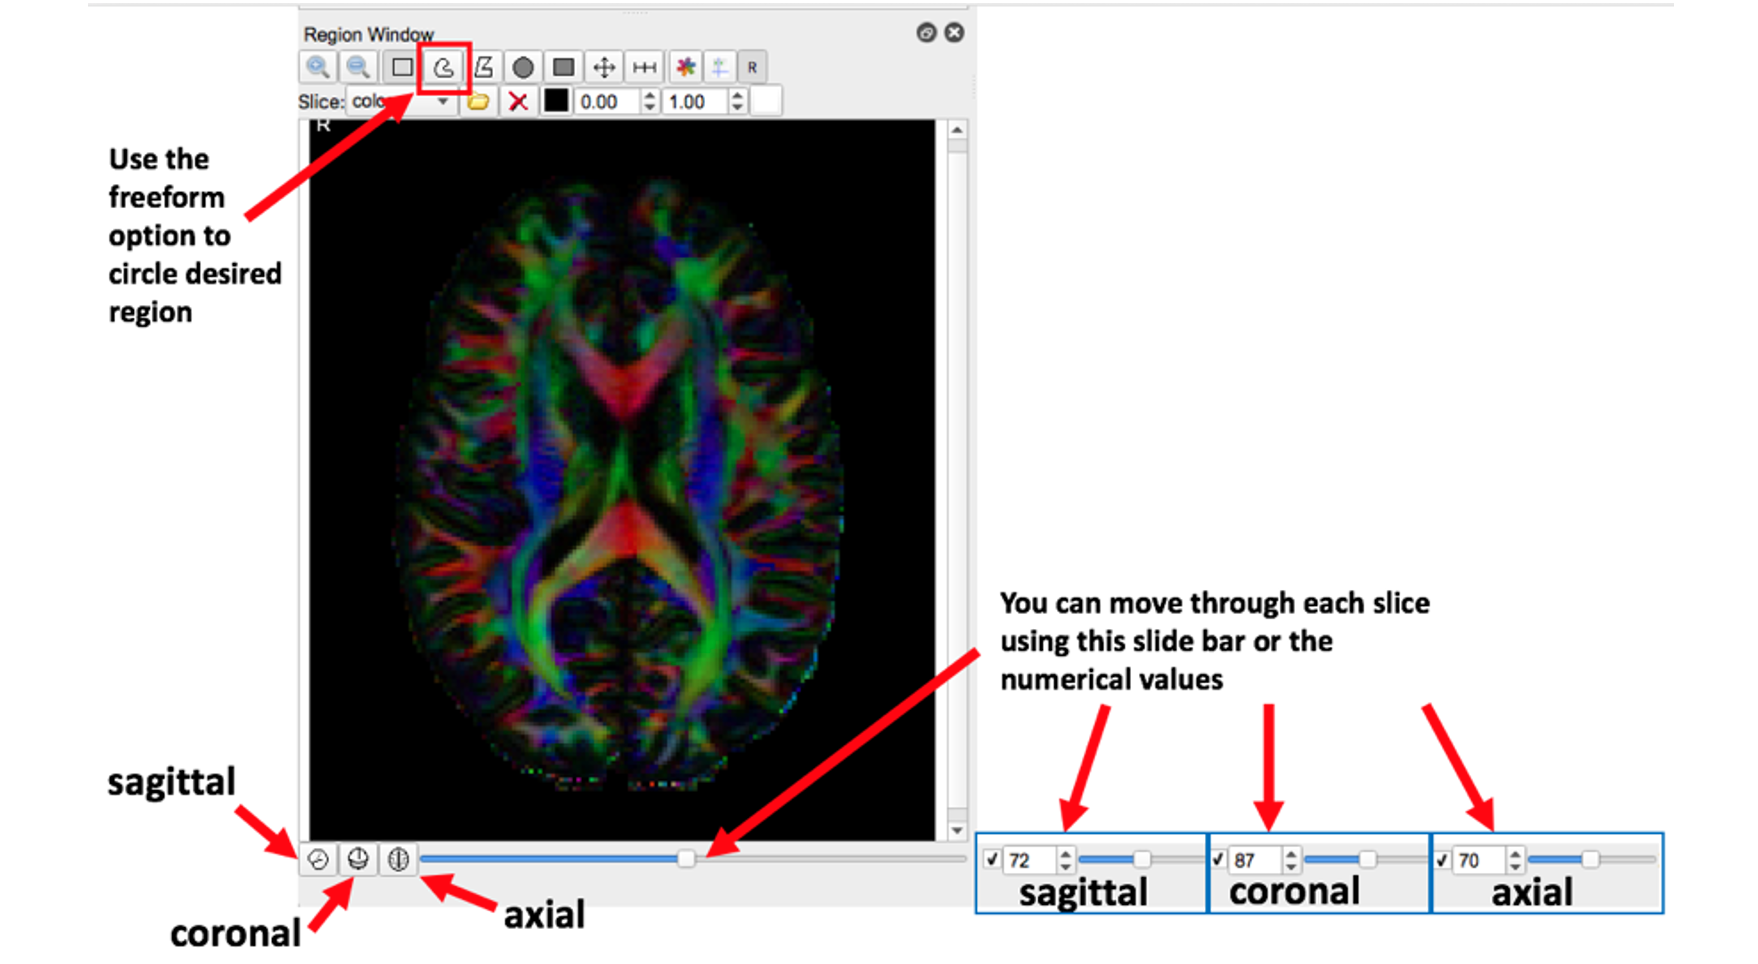 Region Window
R
Slice:
0.00
1.00
R
Use the
freeform
option to
circle desired
region
You can move through each slice
using this slide bar or the
numerical values
sagittal
coronal
axial
72
sagittal
87
coronal
70
axial